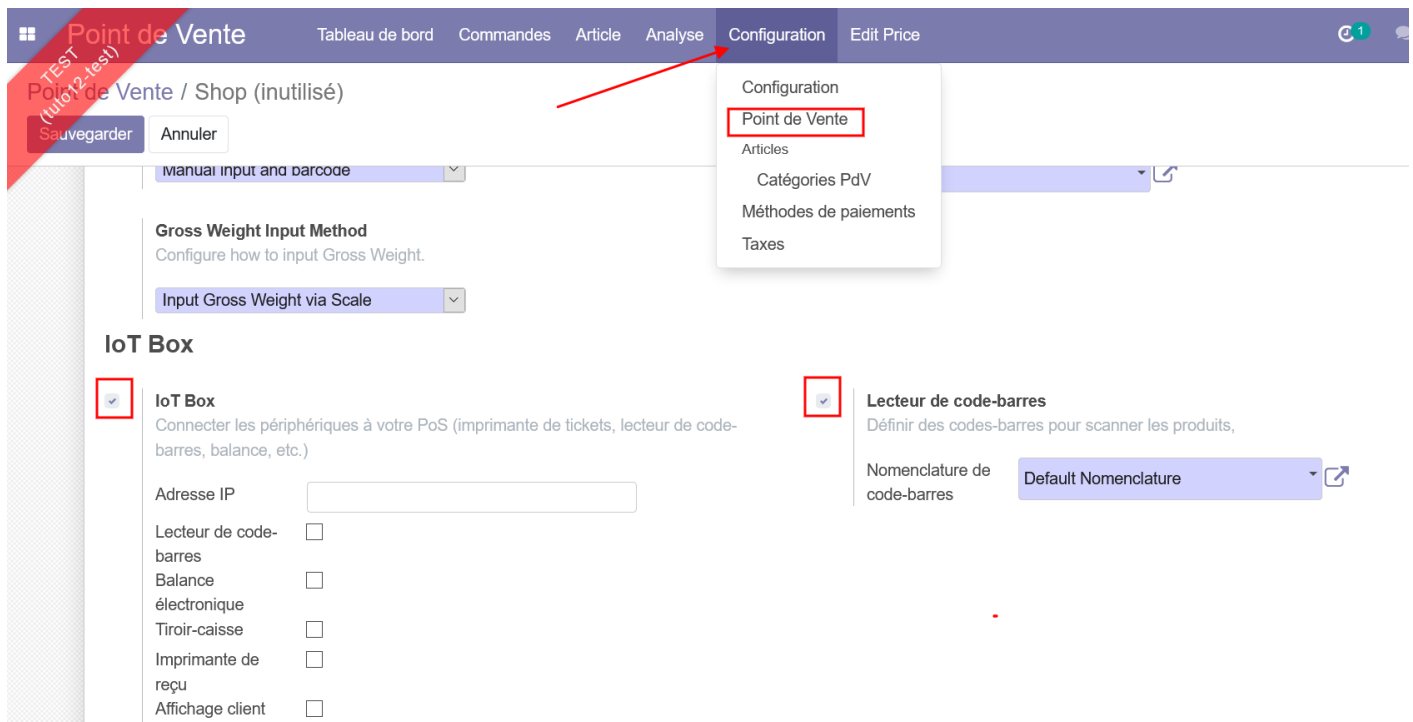 Point de Vente
Tableau de bord
Commandes
Article
Analyse
Configuration
Edit Price
1
TEST
(tuto12-test)
Point de Vente / Shop (inutilisé)
Sauvegarder
Annuler
Configuration
Point de Vente
Articles
Catégories PdV
Méthodes de paiements
Taxes
Manual input and barcode
Gross Weight Input Method
Configure how to input Gross Weight.
Input Gross Weight via Scale
IoT Box
IoT Box
Connecter les périphériques à votre PoS (imprimante de tickets, lecteur de code-
barres, balance, etc.)
Adresse IP
Lecteur de code-
barres
Balance
électronique
Tiroir-caisse
Imprimante de
reçu
Affichage client
Lecteur de code-barres
Définir des codes-barres pour scanner les produits,
Nomenclature de
code-barres
Default Nomenclature